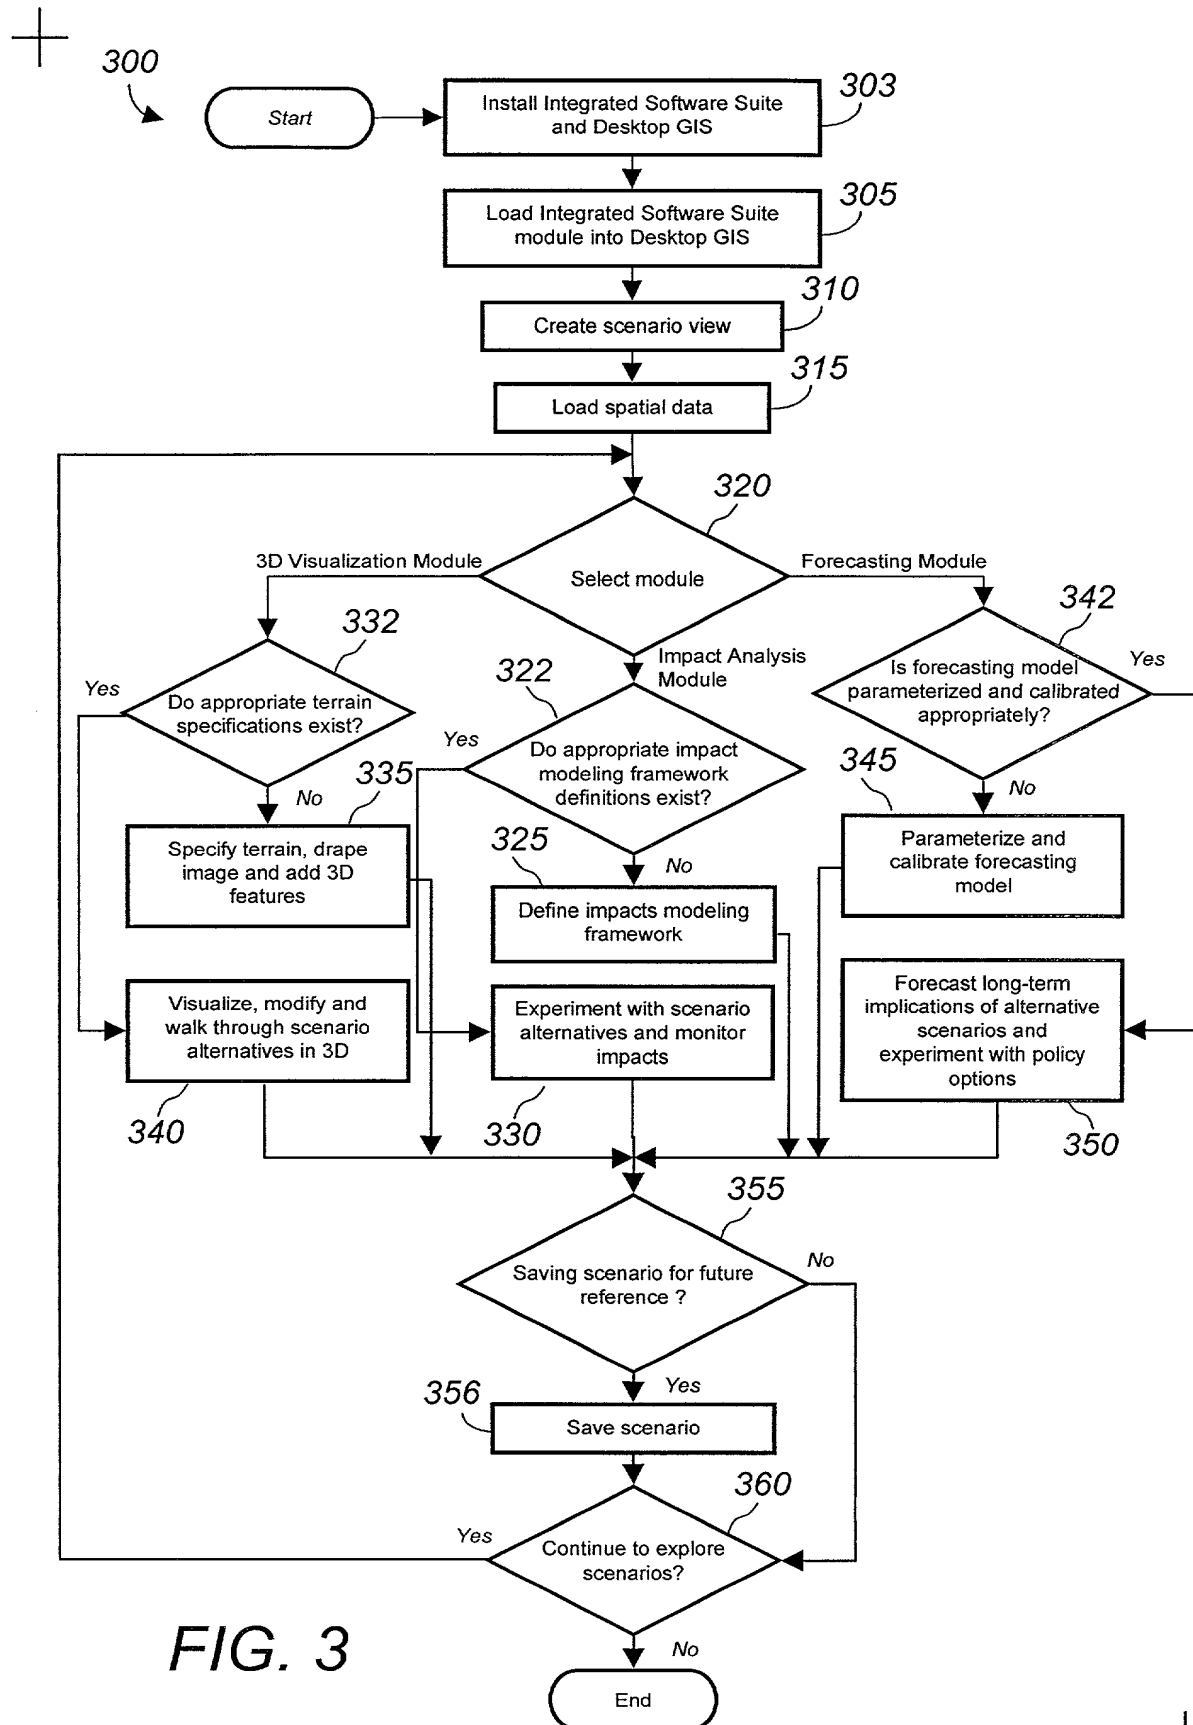 300
Start
Install Integrated Software Suite
and Desktop GIS
303
Load Integrated Software Suite
module into Desktop GIS
305
Create scenario view
310
Load spatial data
315
320
Select module
3D Visualization Module
Forecasting Module
Impact Analysis
Module
332
Do appropriate terrain
specifications exist?
Yes
No
322
Do appropriate impact
modeling framework
definitions exist?
Yes
No
342
Is forecasting model
parameterized and calibrated
appropriately?
Yes
No
335
Specify terrain, drape
image and add 3D
features
325
Define impacts modeling
framework
345
Parameterize and
calibrate forecasting
model
Visualize, modify and
walk through scenario
alternatives in 3D
340
Experiment with scenario
alternatives and monitor
impacts
330
Forecast long-term
implications of alternative
scenarios and
experiment with policy
options
350
355
Saving scenario for future
reference ?
No
Yes
356
Save scenario
360
Continue to explore
scenarios?
Yes
No
End
FIG. 3